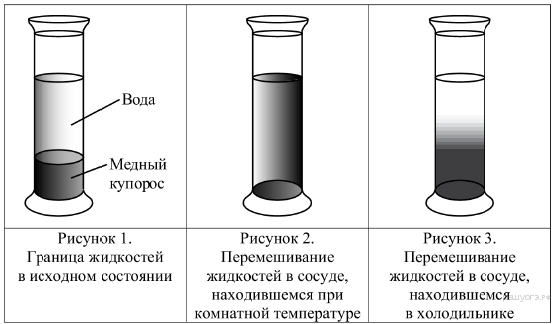 Вода
Медный
купорос
Рисунок 1.
Граница жидкостей
в исходном состоянии
Рисунок 2.
Перемешивание
жидкостей в сосуде,
находившемся при
комнатной температуре
Рисунок 3.
Перемешивание
жидкостей в сосуде,
находившемся
в холодильнике